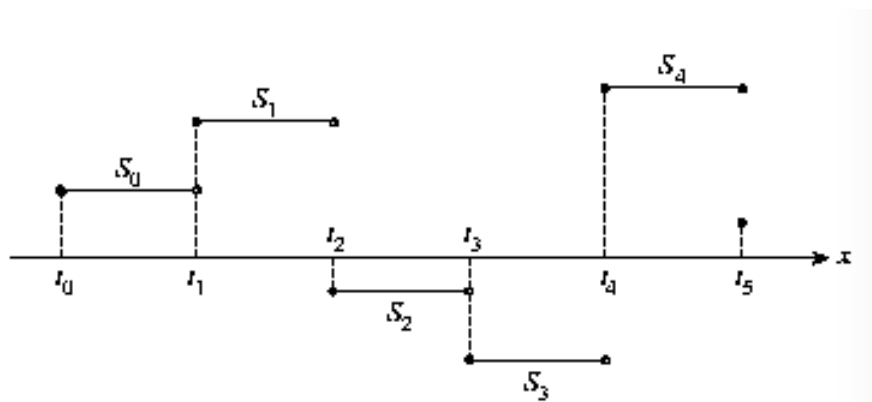 S₄
S₁
S₀
t₂ t₃
x
t₀ t₁ t₄ t₅
S₂
S₃